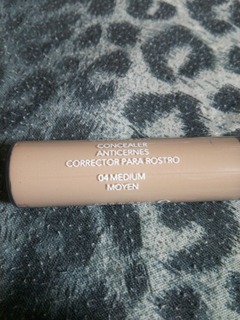 CONCEALER
ANTICERNES
CORRECTOR PARA ROSTRO
04 MEDIUM
MOYEN